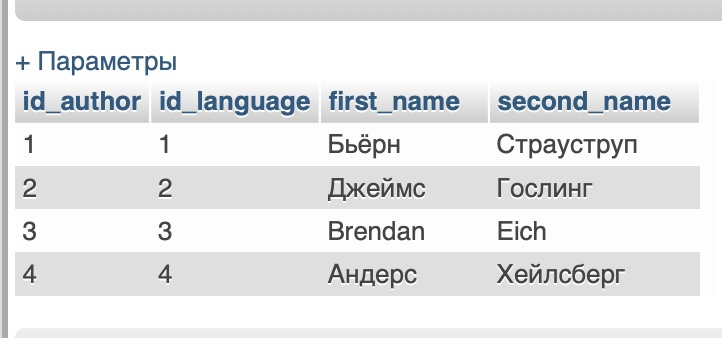 + Параметры
id_author id_language first_name second_name
1 1 Бьёрн Страуструп
2 2 Джеймс Гослинг
3 3 Brendan Eich
4 4 Андерс Хейлсберг